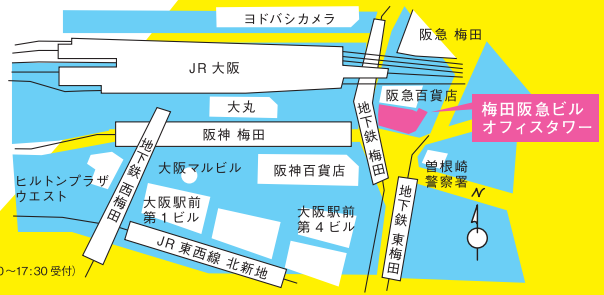 ヨドバシカメラ
阪急 梅田
JR 大阪
阪急百貨店
大丸
梅田阪急ビル
オフィスタワー
地下鉄 梅田
阪神 梅田
地下鉄 西梅田
大阪マルビル
阪神百貨店
曽根崎
警察署
ヒルトンプラザ
ウエスト
地下鉄 東梅田
N
大阪駅前
第1ビル
大阪駅前
第4ビル
JR 東西線 北新地
0〜17:30 受付)